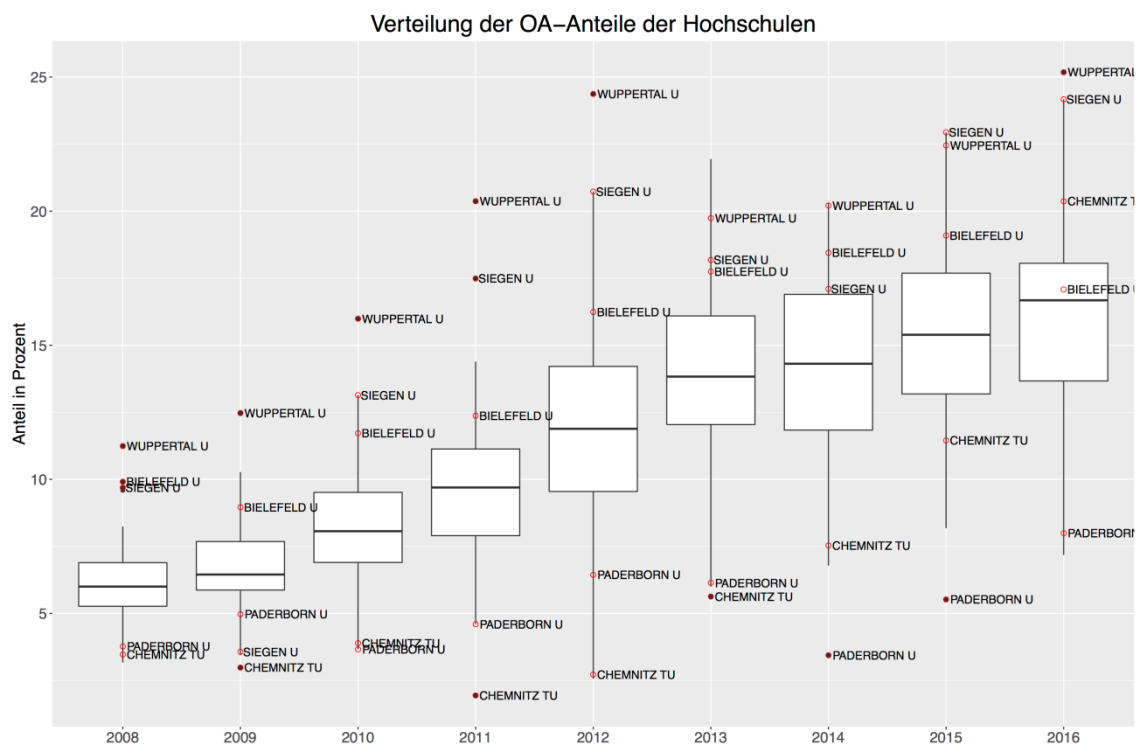 Verteilung der OA−Anteile der Hochschulen
Anteil in Prozent
25
20
15
10
5
WUPPERTAL U
BIELEFELD U
SIEGEN U
PADERBORN U
CHEMNITZ TU
WUPPERTAL U
BIELEFELD U
PADERBORN U
SIEGEN U
CHEMNITZ TU
WUPPERTAL U
SIEGEN U
BIELEFELD U
CHEMNITZ TU
PADERBORN U
WUPPERTAL U
SIEGEN U
BIELEFELD U
PADERBORN U
CHEMNITZ TU
WUPPERTAL U
SIEGEN U
BIELEFELD U
PADERBORN U
CHEMNITZ TU
WUPPERTAL U
SIEGEN U
BIELEFELD U
PADERBORN U
CHEMNITZ TU
WUPPERTAL U
BIELEFELD U
SIEGEN U
CHEMNITZ TU
PADERBORN U
SIEGEN U
WUPPERTAL U
BIELEFELD U
CHEMNITZ TU
PADERBORN U
WUPPERTAL
SIEGEN U
CHEMNITZ T
BIELEFELD U
PADERBORN
2008 2009 2010 2011 2012 2013 2014 2015 2016